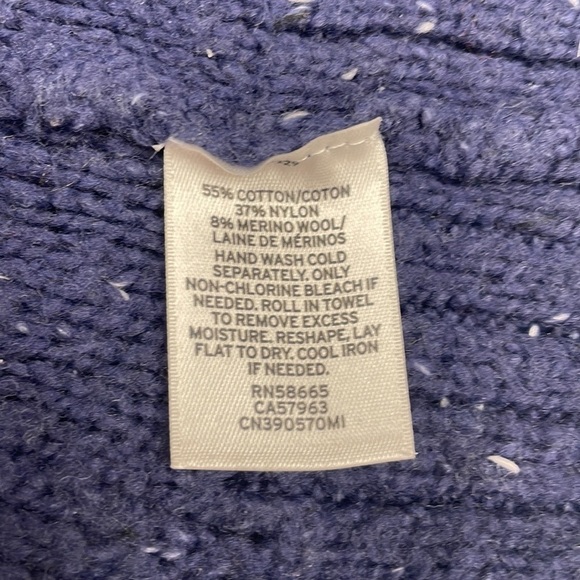 55% COTTON/COTON
37% NYLON
8% MERINO WOOL/
LAINE DE MÉRINOS
HAND WASH COLD
SEPARATELY. ONLY
NON-CHLORINE BLEACH IF
NEEDED. ROLL IN TOWEL
TO REMOVE EXCESS
MOISTURE. RESHAPE, LAY
FLAT TO DRY. COOL IRON
IF NEEDED.
RN58665
CA57963
CN390570MI